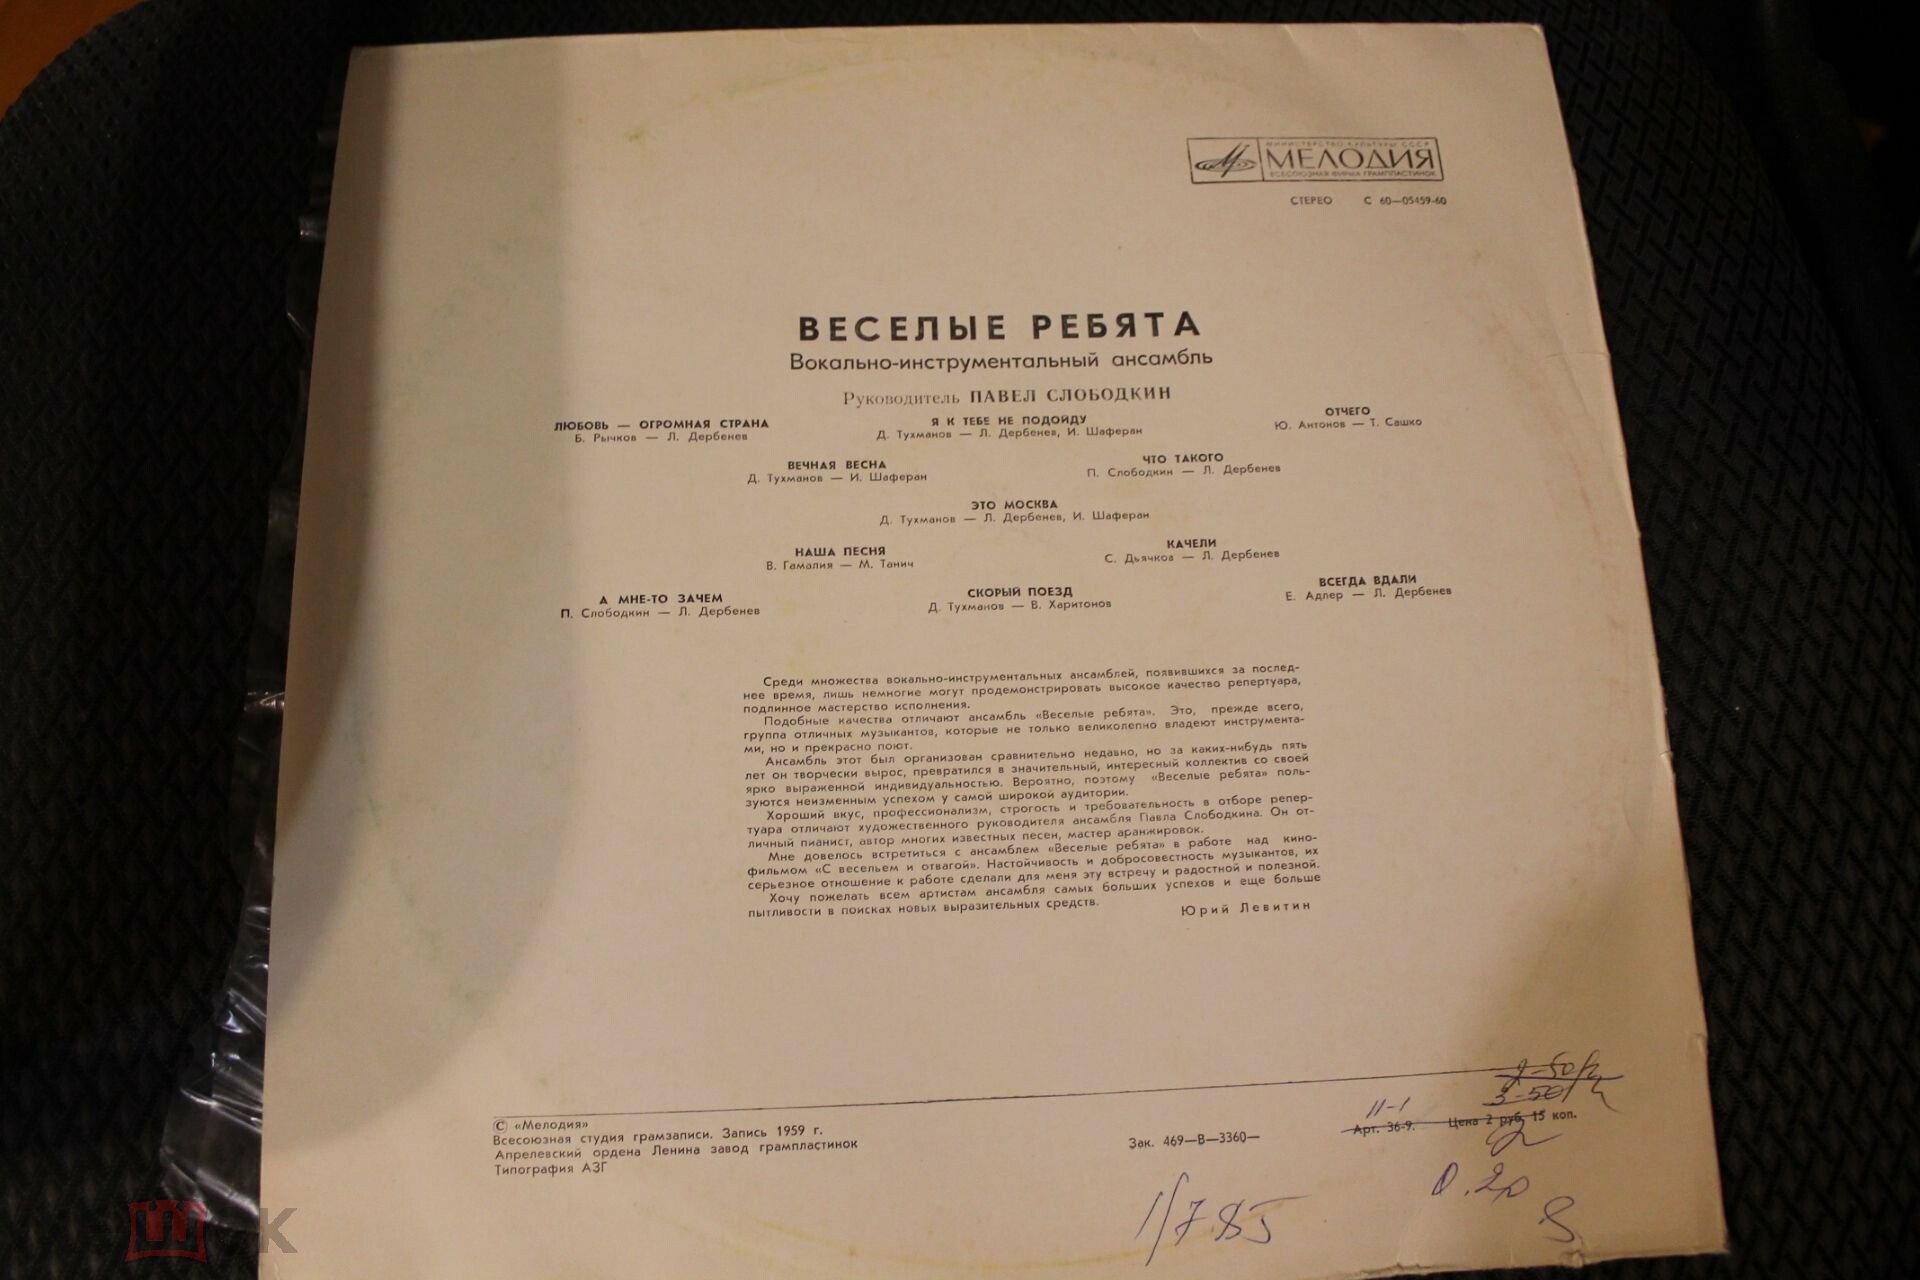 МИНИСТЕРСТВО КУЛЬТУРЫ СССР
МЕЛОДИЯ
ВСЕСОЮЗНАЯ ФИРМА ГРАМПЛАСТИНОК
СТЕРЕО С 60—05459-60
ВЕСЕЛЫЕ РЕБЯТА
Вокально-инструментальный ансамбль
Руководитель ПАВЕЛ СЛОБОДКИН
ЛЮБОВЬ — ОГРОМНАЯ СТРАНА
Б. Рычков — Л. Дербенев
Я К ТЕБЕ НЕ ПОДОЙДУ
Д. Тухманов — Л. Дербенев, И. Шаферан
ОТЧЕГО
Ю. Антонов — Т. Сашко
ВЕЧНАЯ ВЕСНА
Д. Тухманов — И. Шаферан
ЧТО ТАКОГО
П. Слободкин — Л. Дербенев
ЭТО МОСКВА
Д. Тухманов — Л. Дербенев, И. Шаферан
НАША ПЕСНЯ
В. Гамалия — М. Танич
КАЧЕЛИ
С. Дьячков — Л. Дербенев
А МНЕ-ТО ЗАЧЕМ
П. Слободкин — Л. Дербенев
СКОРЫЙ ПОЕЗД
Д. Тухманов — В. Харитонов
ВСЕГДА ВДАЛИ
Е. Адлер — Л. Дербенев
Среди множества вокально-инструментальных ансамблей, появившихся за послед-
нее время, лишь немногие могут продемонстрировать высокое качество репертуара,
подлинное мастерство исполнения.
Подобные качества отличают ансамбль «Веселые ребята». Это, прежде всего,
группа отличных музыкантов, которые не только великолепно владеют инструмента-
ми, но и прекрасно поют.
Ансамбль этот был организован сравнительно недавно, но за каких-нибудь пять
лет он творчески вырос, превратился в значительный, интересный коллектив со своей
ярко выраженной индивидуальностью. Вероятно, поэтому «Веселые ребята» поль-
зуются неизменным успехом у самой широкой аудитории.
Хороший вкус, профессионализм, строгость и требовательность в отборе репер-
туара отличают художественного руководителя ансамбля Павла Слободкина. Он от-
личный пианист, автор многих известных песен, мастер аранжировок.
Мне довелось встретиться с ансамблем «Веселые ребята» в работе над кино-
фильмом «С весельем и отвагой». Настойчивость и добросовестность музыкантов, их
серьезное отношение к работе сделали для меня эту встречу и радостной и полезной.
Хочу пожелать всем артистам ансамбля самых больших успехов и еще больше
пытливости в поисках новых выразительных средств.
Юрий Левитин
3-50
11-1
© «Мелодия»
Всесоюзная студия грамзаписи. Запись 1959 г.
Апрелевский ордена Ленина завод грампластинок
Типография АЗГ
Зак. 469—В—3360—
Арт. 36-9. Цена 2 руб. 15 коп.
2
0.20